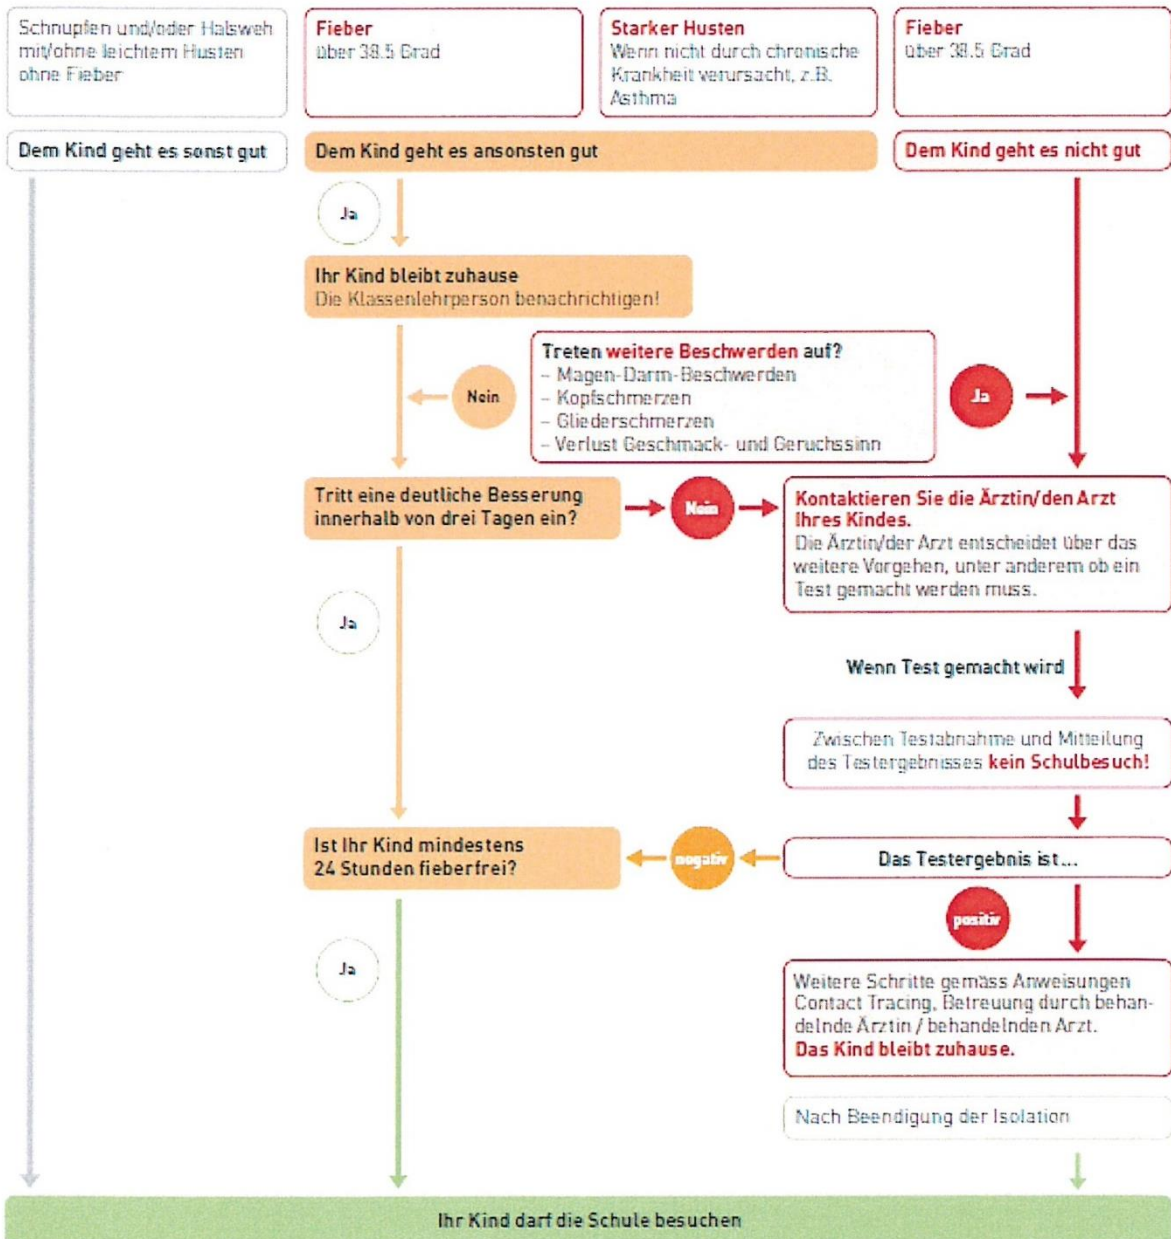 Schnupfen und/oder Halsweh
mit/ohne leichtem Husten
ohne Fieber
Fieber
über 38.5 Grad
Starker Husten
Wenn nicht durch chronische
Krankheit verursacht, z.B.
Asthma
Fieber
über 38.5 Grad
Dem Kind geht es sonst gut
Dem Kind geht es ansonsten gut
Dem Kind geht es nicht gut
Ja
Ihr Kind bleibt zuhause
Die Klassenlehrperson benachrichtigen!
Treten weitere Beschwerden auf?
– Magen-Darm-Beschwerden
– Kopfschmerzen
– Gliederschmerzen
– Verlust Geschmack- und Geruchssinn
Nein
Ja
Tritt eine deutliche Besserung
innerhalb von drei Tagen ein?
Nein
Kontaktieren Sie die Ärztin/den Arzt
Ihres Kindes.
Die Ärztin/der Arzt entscheidet über das
weitere Vorgehen, unter anderem ob ein
Test gemacht werden muss.
Ja
Wenn Test gemacht wird
Zwischen Testabnahme und Mitteilung
des Testergebnisses kein Schulbesuch!
Ist Ihr Kind mindestens
24 Stunden fieberfrei?
negativ
Das Testergebnis ist...
positiv
Ja
Weitere Schritte gemäss Anweisungen
Contact Tracing, Betreuung durch behan-
delnde Ärztin / behandelnden Arzt.
Das Kind bleibt zuhause.
Nach Beendigung der Isolation
Ihr Kind darf die Schule besuchen